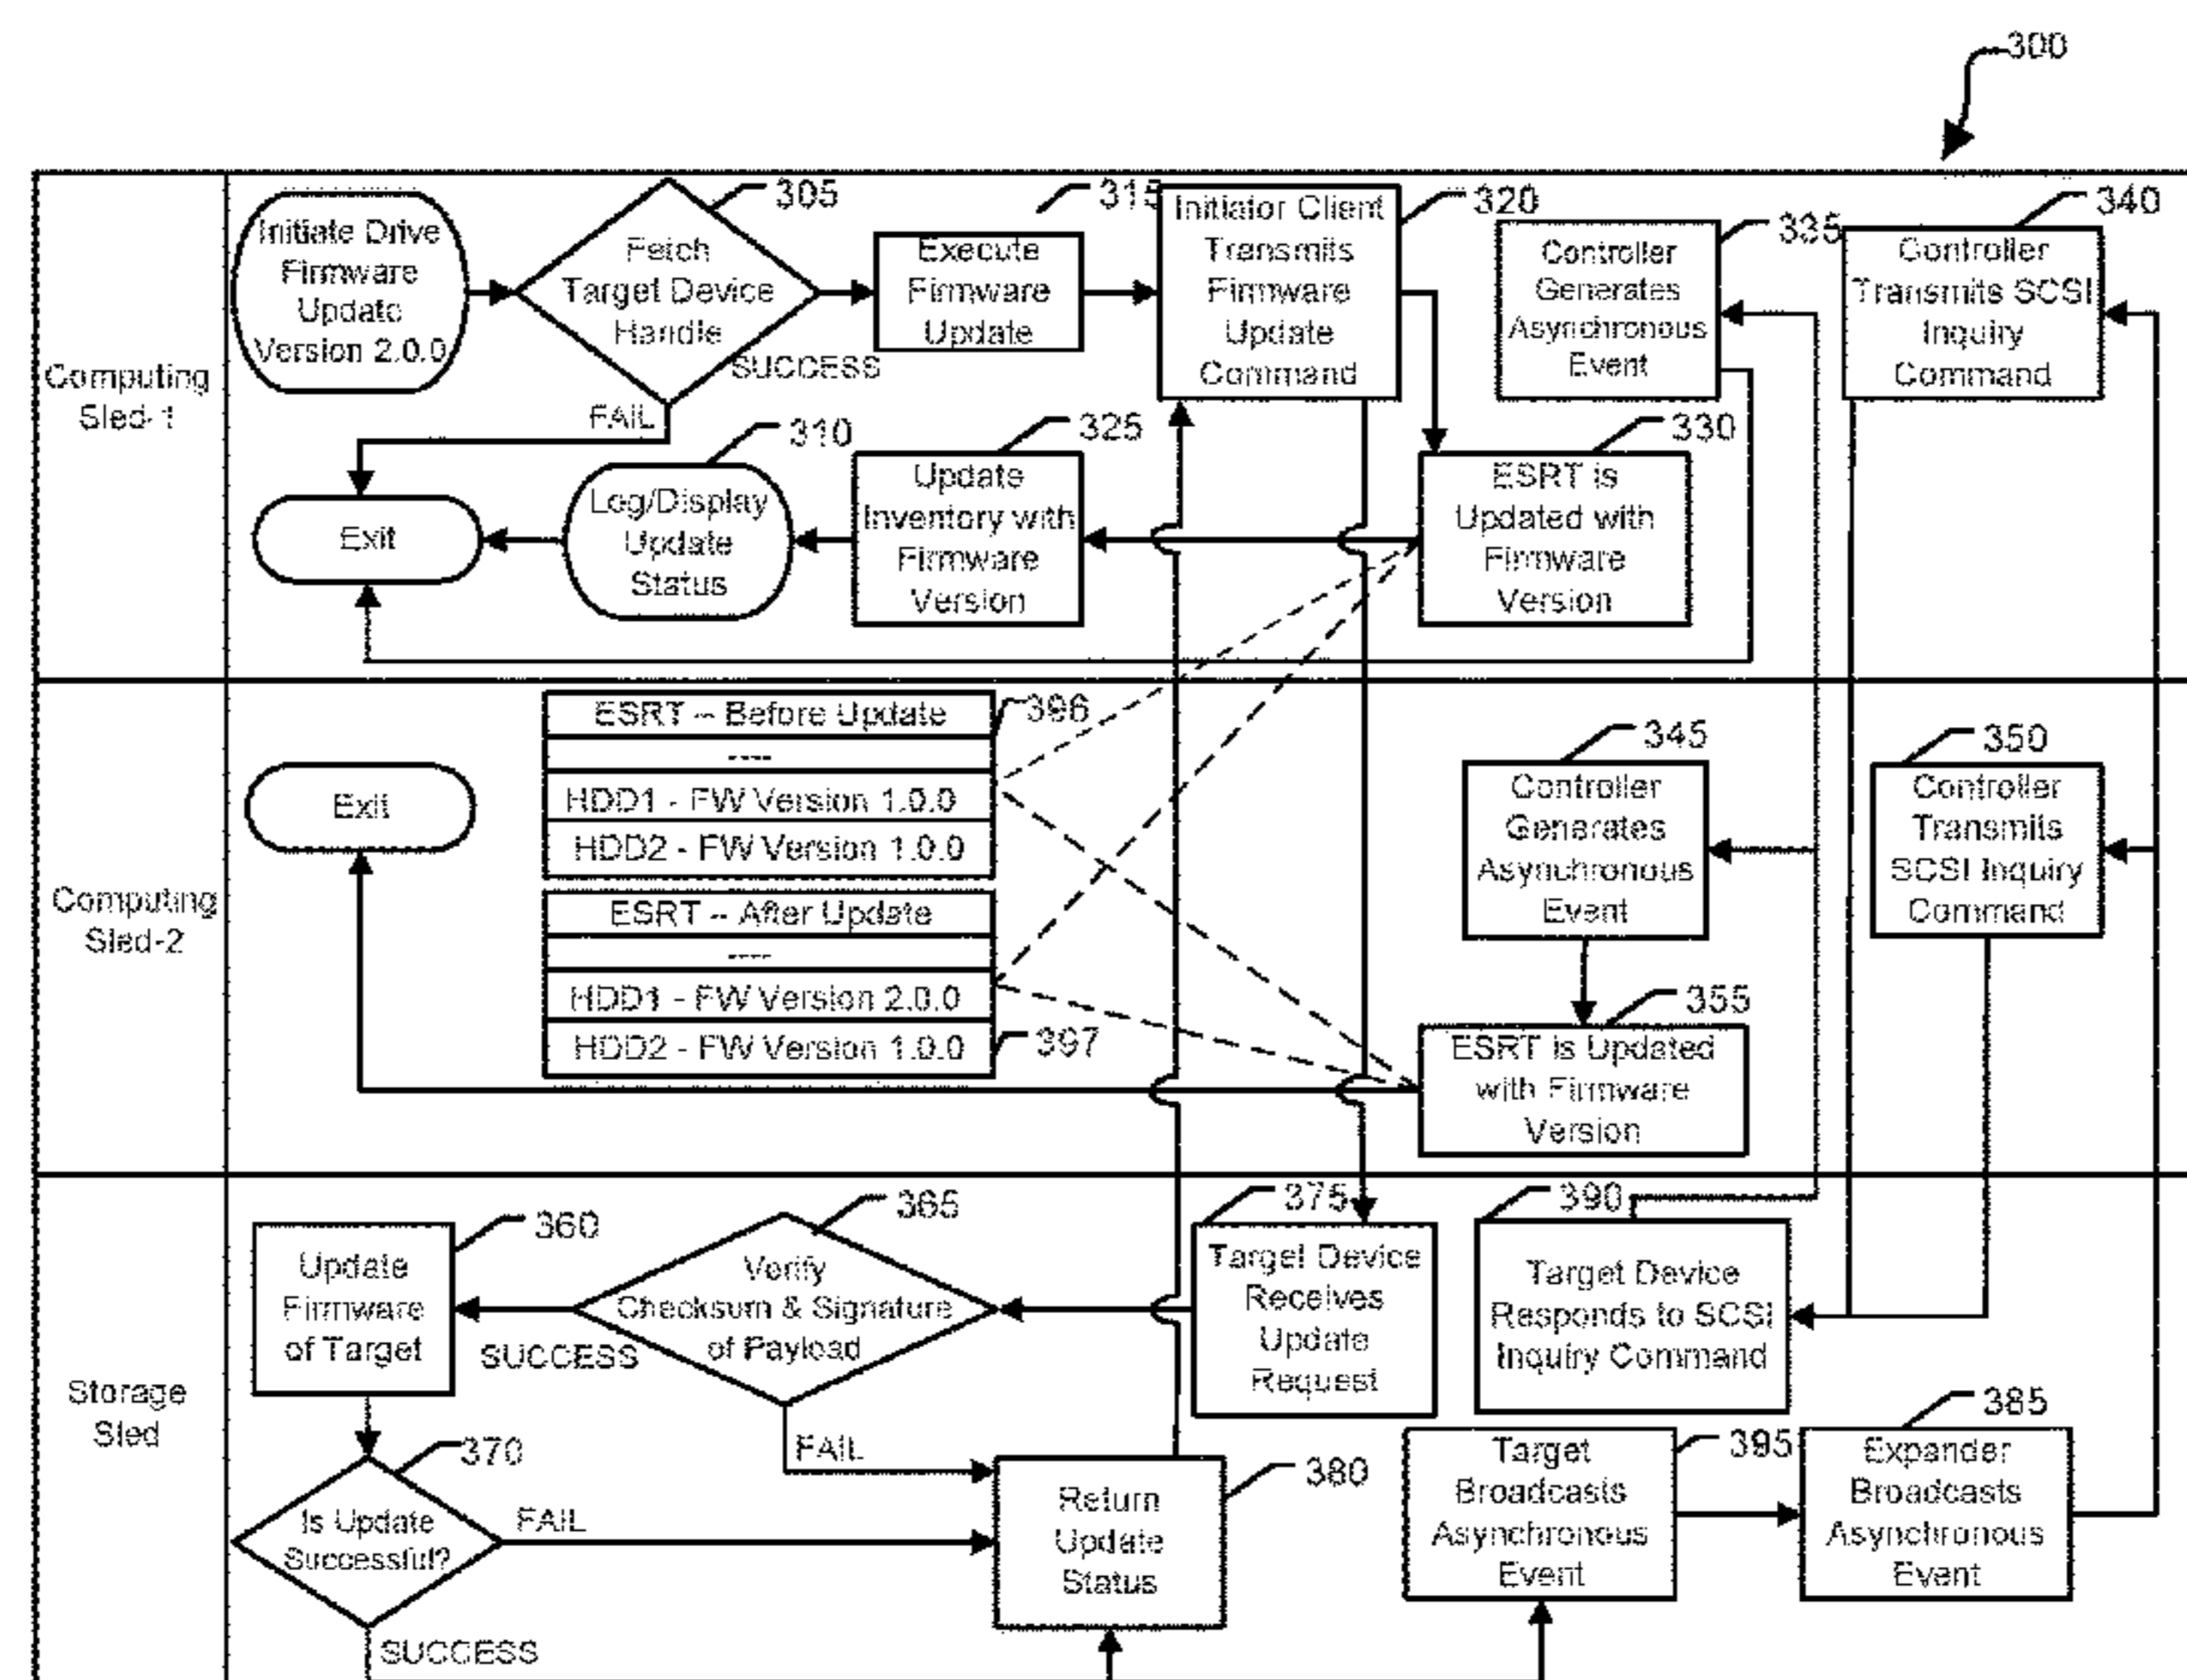 300
Computing
Sled-1
Initiate Drive
Firmware
Update
Version 2.0.0
305
Fetch
Target Device
Handle
SUCCESS
FAIL
315
Execute
Firmware
Update
320
Initiator Client
Transmits
Firmware
Update
Command
335
Controller
Generates
Asynchronous
Event
340
Controller
Transmits SCSI
Inquiry
Command
Exit
310
Log/Display
Update
Status
325
Update
Inventory with
Firmware
Version
330
ESRT is
Updated with
Firmware
Version
Computing
Sled-2
Exit
396
ESRT -- Before Update
----
HDD1 - FW Version 1.0.0
HDD2 - FW Version 1.0.0
ESRT -- After Update
----
HDD1 - FW Version 2.0.0
HDD2 - FW Version 1.0.0
397
345
Controller
Generates
Asynchronous
Event
350
Controller
Transmits
SCSI Inquiry
Command
355
ESRT is Updated
with Firmware
Version
Storage
Sled
360
Update
Firmware
of Target
365
Verify
Checksum & Signature
of Payload
SUCCESS
FAIL
375
Target Device
Receives
Update
Request
390
Target Device
Responds to SCSI
Inquiry Command
370
Is Update
Successful?
FAIL
SUCCESS
380
Return
Update
Status
395
Target
Broadcasts
Asynchronous
Event
385
Expander
Broadcasts
Asynchronous
Event